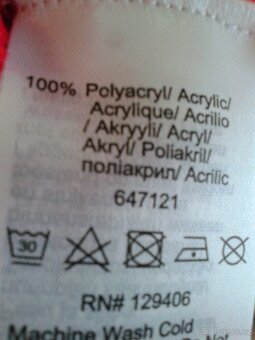 100% Polyacryl/ Acrylic/
Acrylique/ Acrilio
/ Akryyli/ Acryl/
Akryl/ Poliakril/
поліакрил/ Acrilic
647121
30
RN# 129406
Machine Wash Cold